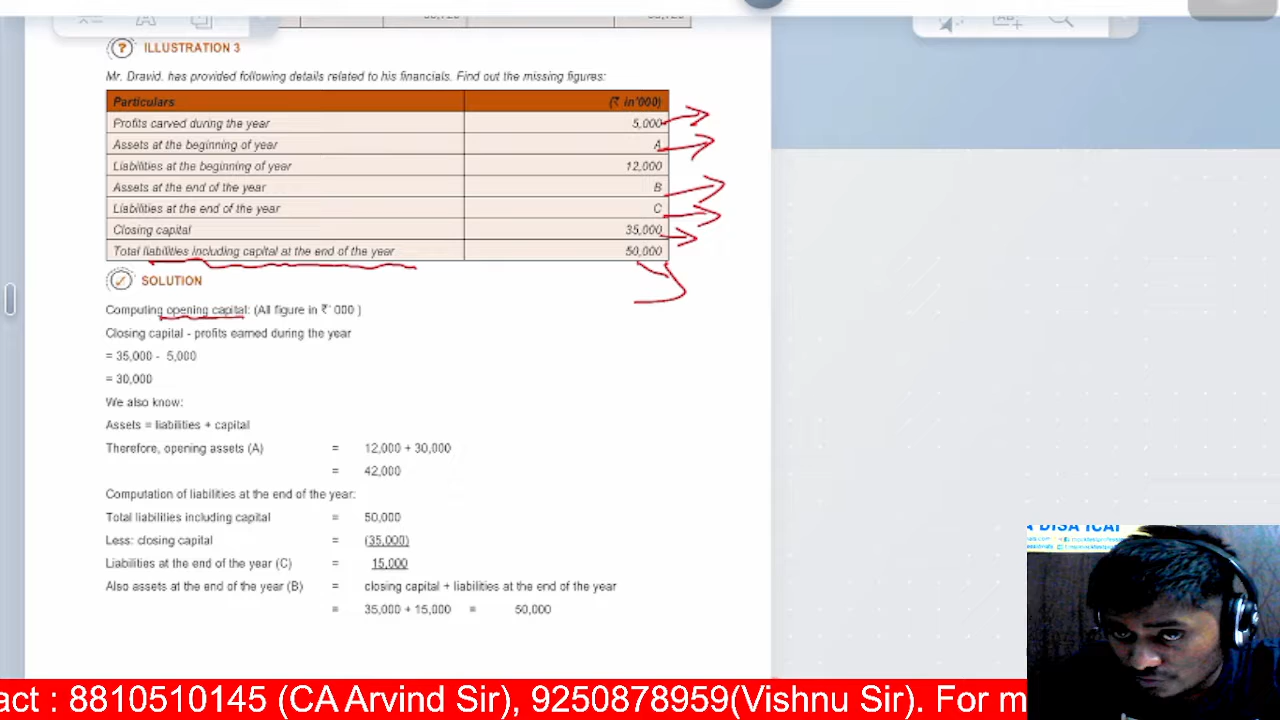 ILLUSTRATION 3
Mr. Dravid. has provided following details related to his financials. Find out the missing figures:
Particulars (₹ in'000)
Profits carved during the year 5,000
Assets at the beginning of year A
Liabilities at the beginning of year 12,000
Assets at the end of the year B
Liabilities at the end of the year C
Closing capital 35,000
Total liabilities including capital at the end of the year 50,000
SOLUTION
Computing opening capital: (All figure in ₹' 000 )
Closing capital - profits earned during the year
= 35,000 - 5,000
= 30,000
We also know:
Assets = liabilities + capital
Therefore, opening assets (A) = 12,000 + 30,000
= 42,000
Computation of liabilities at the end of the year:
Total liabilities including capital = 50,000
Less: closing capital = (35,000)
Liabilities at the end of the year (C) = 15,000
Also assets at the end of the year (B) = closing capital + liabilities at the end of the year
= 35,000 + 15,000 = 50,000
DISA ICAI
act : 8810510145 (CA Arvind Sir), 9250878959(Vishnu Sir). For m